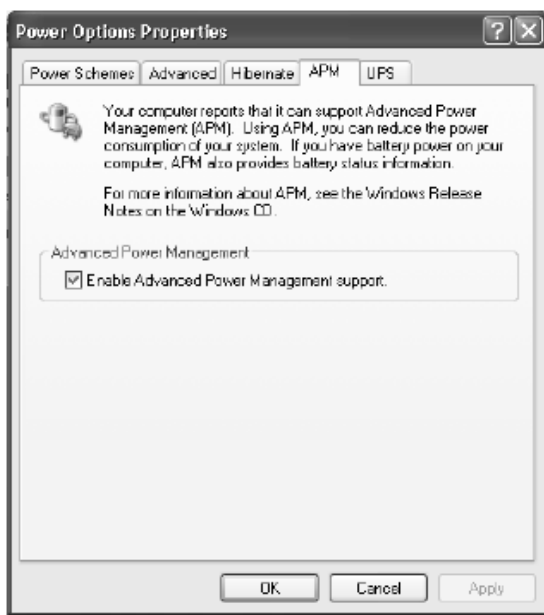 Power Options Properties
Power Schemes Advanced Hibernate APM UPS
Your computer reports that it can support Advanced Power
Management (APM). Using APM, you can reduce the power
consumption of your system. If you have battery power on your
computer, APM also provides battery status information.
For more information about APM, see the Windows Release
Notes on the Windows CD.
Advanced Power Management
Enable Advanced Power Management support.
OK Cancel Apply